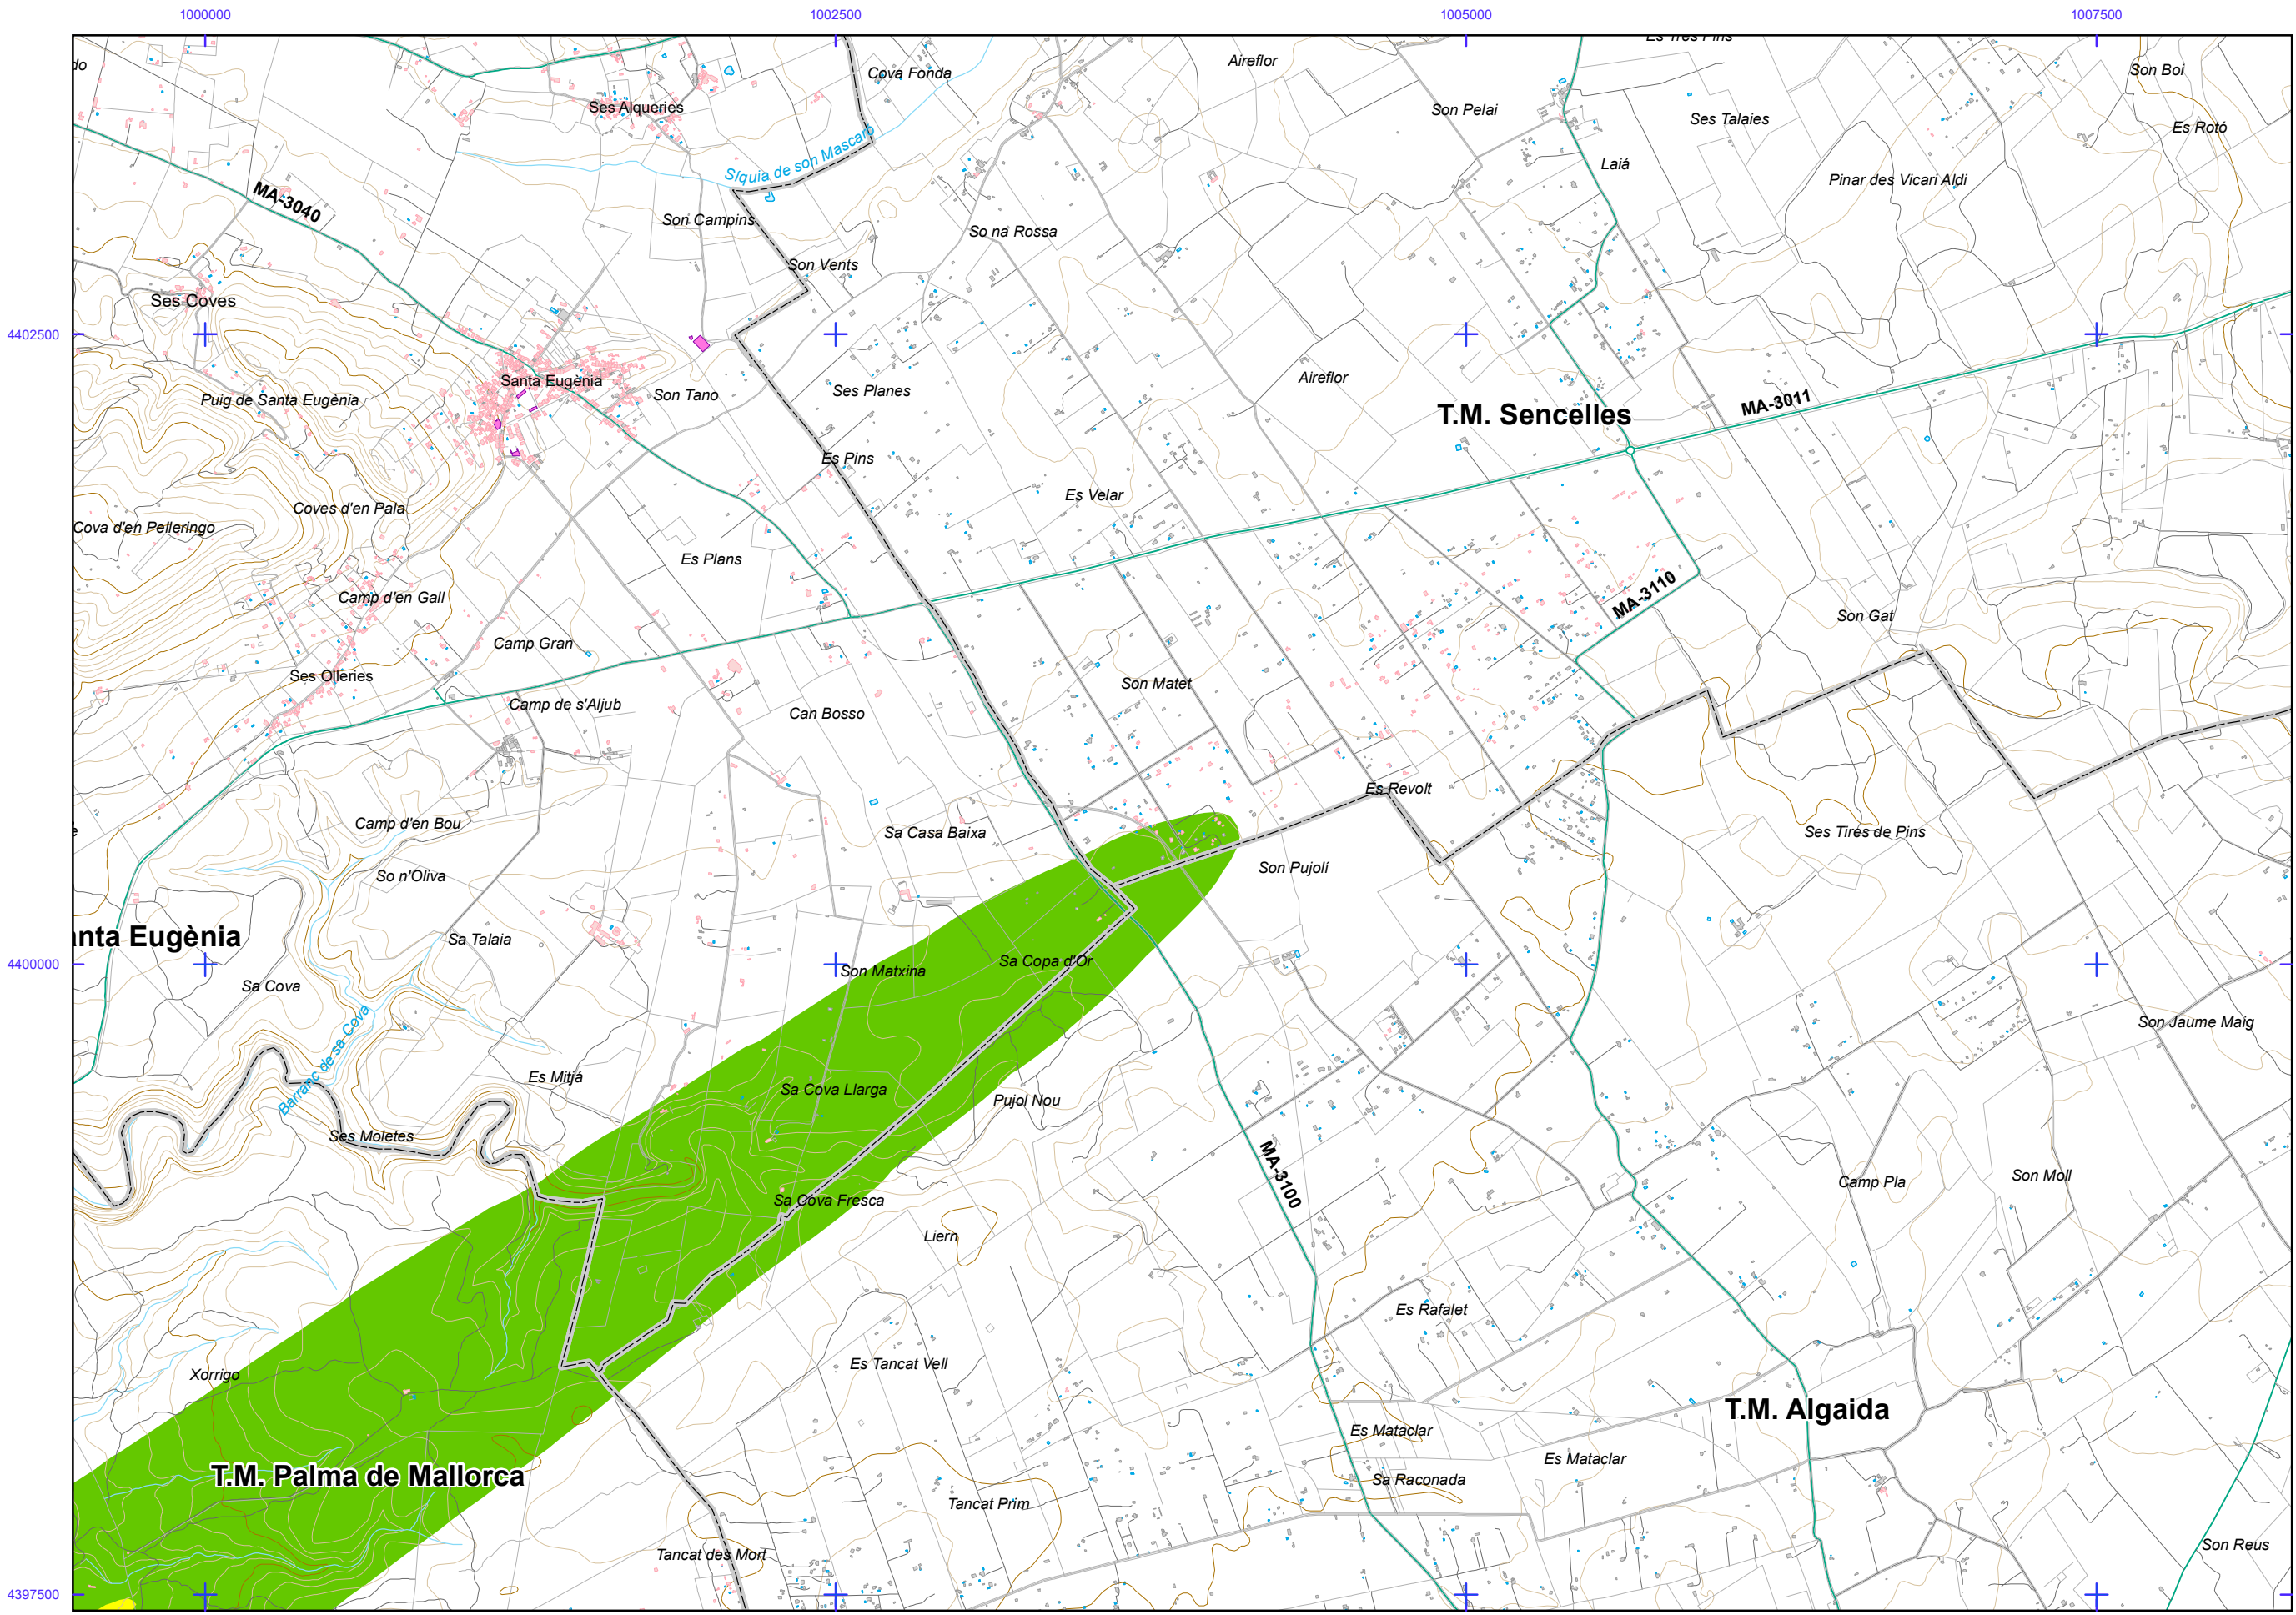 1000000
1002500
1005000
1007500
Cova Fonda
Aireflor
Es Tres Pins
Son Boi
do
Ses Alqueries
Son Pelai
Ses Talaies
Es Rotó
Síquia de son Mascaro
Laiá
Pinar des Vicari Aldi
MA-3040
Son Campins
So na Rossa
Son Vents
Ses Coves
4402500
Santa Eugènia
Puig de Santa Eugènia
Son Tano
Ses Planes
Aireflor
T.M. Sencelles
MA-3011
Es Pins
Es Velar
Coves d'en Pala
Cova d'en Pelleringo
Es Plans
Camp d'en Gall
MA-3110
Son Gat
Camp Gran
Ses Olleries
Son Matet
Camp de s'Aljub
Can Bosso
Es Revolt
Camp d'en Bou
Sa Casa Baixa
Ses Tires de Pins
So n'Oliva
Son Pujolí
nta Eugènia
Sa Talaia
4400000
Son Matxina
Sa Copa d'Or
Sa Cova
Son Jaume Maig
Barranc de sa Cova
Es Mitjá
Sa Cova Llarga
Pujol Nou
Ses Moletes
MA-3100
Camp Pla
Son Moll
Sa Cova Fresca
Liern
Es Rafalet
Es Tancat Vell
Xorrigo
T.M. Algaida
Es Mataclar
Es Mataclar
T.M. Palma de Mallorca
Sa Raconada
Tancat Prim
Son Reus
Tancat des Mort
4397500